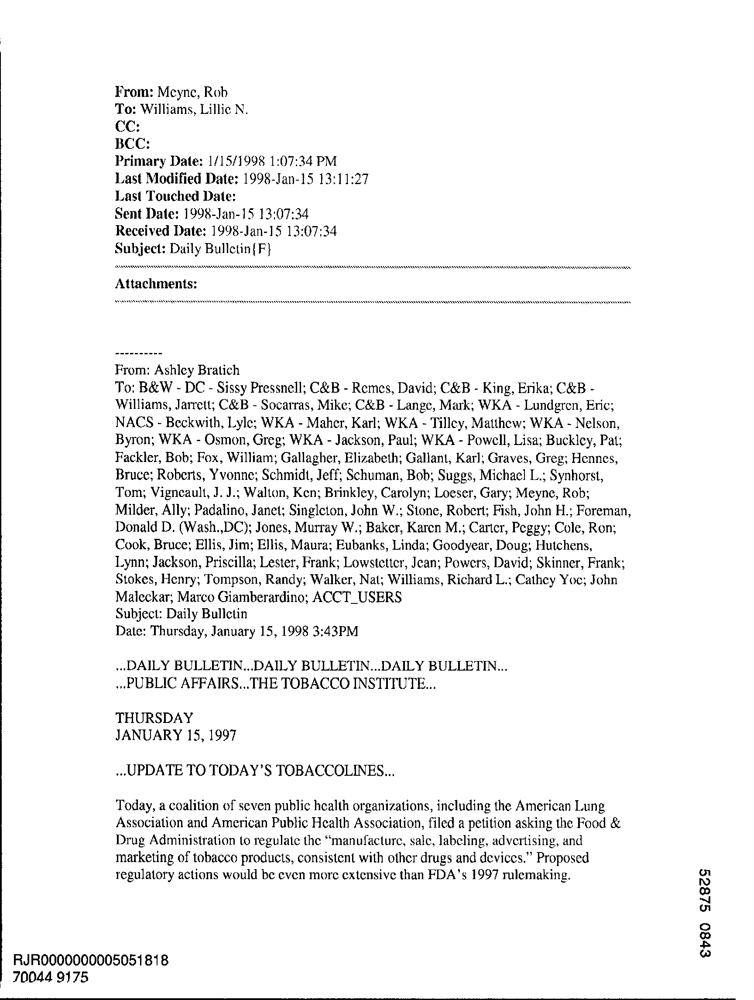 From: Meyne, Rob
To: Williams, Lillie N.
CC:
BCC:
Primary Date: 1/15/1998 1:07:34 PM
Last Modified Date: 1998-Jan-15 13:11:27
Last Touched Date:
Sent Date: 1998-Jan-15 13:07:34
Received Date: 1998-Jan-15 13:07:34
Subject: Daily Bulletin{F}
Attachments:
----------
From: Ashley Bratich
To: B&W - DC - Sissy Pressnell; C&B - Remes, David; C&B - King, Erika; C&B -
Williams, Jarrett; C&B - Socarras, Mike; C&B - Lange, Mark; WKA - Lundgren, Eric;
NACS - Beckwith, Lyle; WKA - Maher, Karl; WKA - Tilley, Matthew; WKA - Nelson,
Byron; WKA - Osmon, Greg; WKA - Jackson, Paul; WKA - Powell, Lisa; Buckley, Pat;
Fackler, Bob; Fox, William; Gallagher, Elizabeth; Gallant, Karl; Graves, Greg; Hennes,
Bruce; Roberts, Yvonne; Schmidt, Jeff; Schuman, Bob; Suggs, Michael L.; Synhorst,
Tom; Vigneault, J. J.; Walton, Ken; Brinkley, Carolyn; Loeser, Gary; Meyne, Rob;
Milder, Ally; Padalino, Janet; Singleton, John W.; Stone, Robert; Fish, John H.; Foreman,
Donald D. (Wash.,DC); Jones, Murray W.; Baker, Karen M.; Carter, Peggy; Cole, Ron;
Cook, Bruce; Ellis, Jim; Ellis, Maura; Eubanks, Linda; Goodyear, Doug; Hutchens,
Lynn; Jackson, Priscilla; Lester, Frank; Lowstetter, Jean; Powers, David; Skinner, Frank;
Stokes, Henry; Tompson, Randy; Walker, Nat; Williams, Richard L.; Cathey Yoe; John
Maleckar; Marco Giamberardino; ACCT_USERS
Subject: Daily Bulletin
Date: Thursday, January 15, 1998 3:43PM
...DAILY BULLETIN...DAILY BULLETIN...DAILY BULLETIN...
...PUBLIC AFFAIRS...THE TOBACCO INSTITUTE...
THURSDAY
JANUARY 15, 1997
...UPDATE TO TODAY'S TOBACCOLINES...
Today, a coalition of seven public health organizations, including the American Lung
Association and American Public Health Association, filed a petition asking the Food &
Drug Administration to regulate the "manufacture, sale, labeling, advertising, and
marketing of tobacco products, consistent with other drugs and devices." Proposed
regulatory actions would be even more extensive than FDA's 1997 rulemaking.
52875 0843
RJR0000000005051818
70044 9175